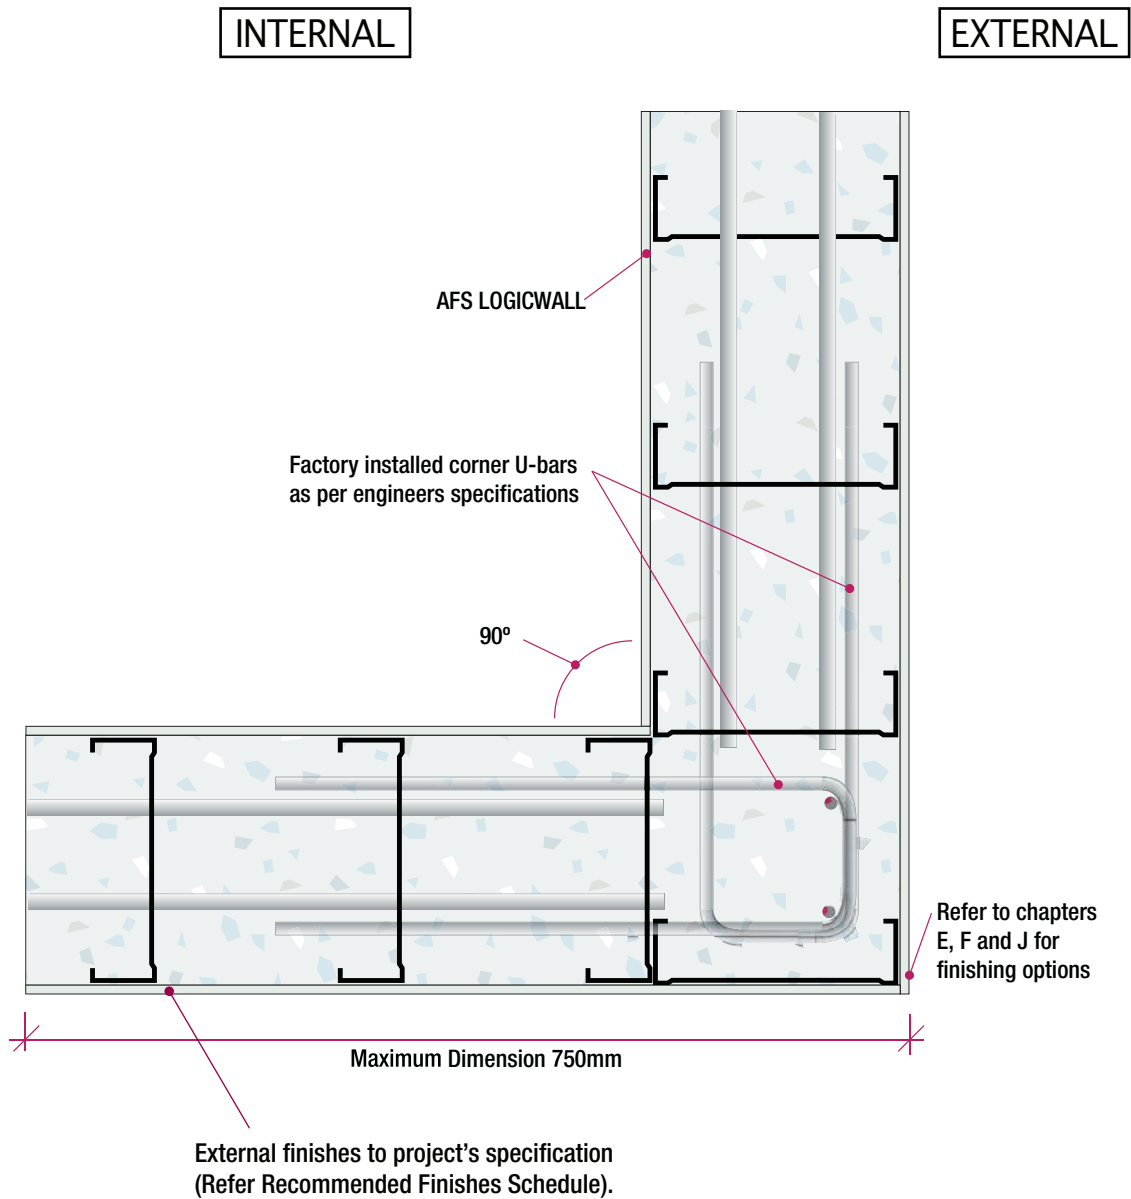 INTERNAL
EXTERNAL
AFS LOGICWALL
Factory installed corner U-bars
as per engineers specifications
90º
Refer to chapters
E, F and J for
finishing options
Maximum Dimension 750mm
External finishes to project’s specification
(Refer Recommended Finishes Schedule).